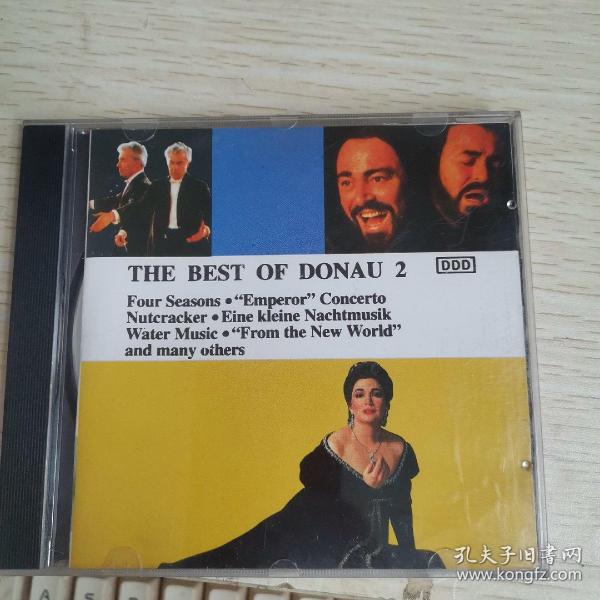 THE BEST OF DONAU 2 DDD
Four Seasons • “Emperor” Concerto
Nutcracker • Eine kleine Nachtmusik
Water Music • “From the New World”
and many others
孔夫子旧书网
www.kongfz.com
A S